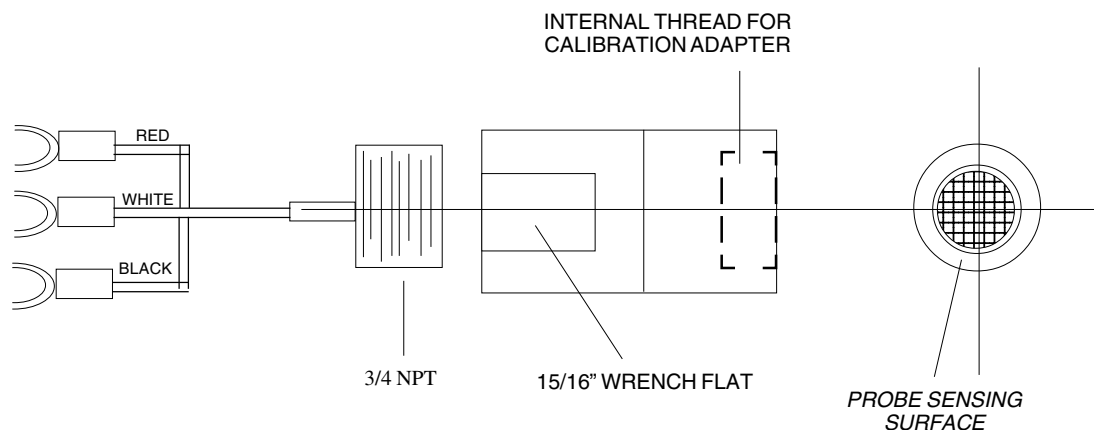 INTERNAL THREAD FOR
CALIBRATION ADAPTER
RED
WHITE
BLACK
3/4 NPT
15/16” WRENCH FLAT
PROBE SENSING
SURFACE